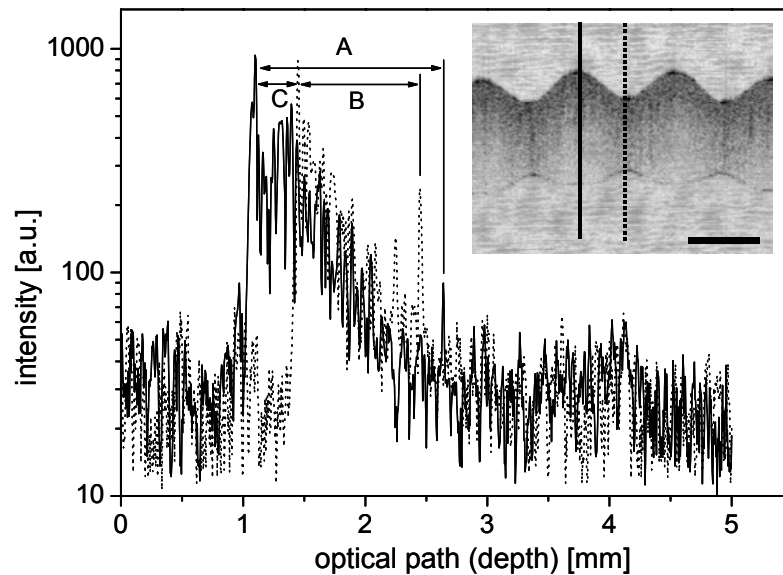 1000
100
10
intensity [a.u.]
A
C
B
0 1 2 3 4 5
optical path (depth) [mm]